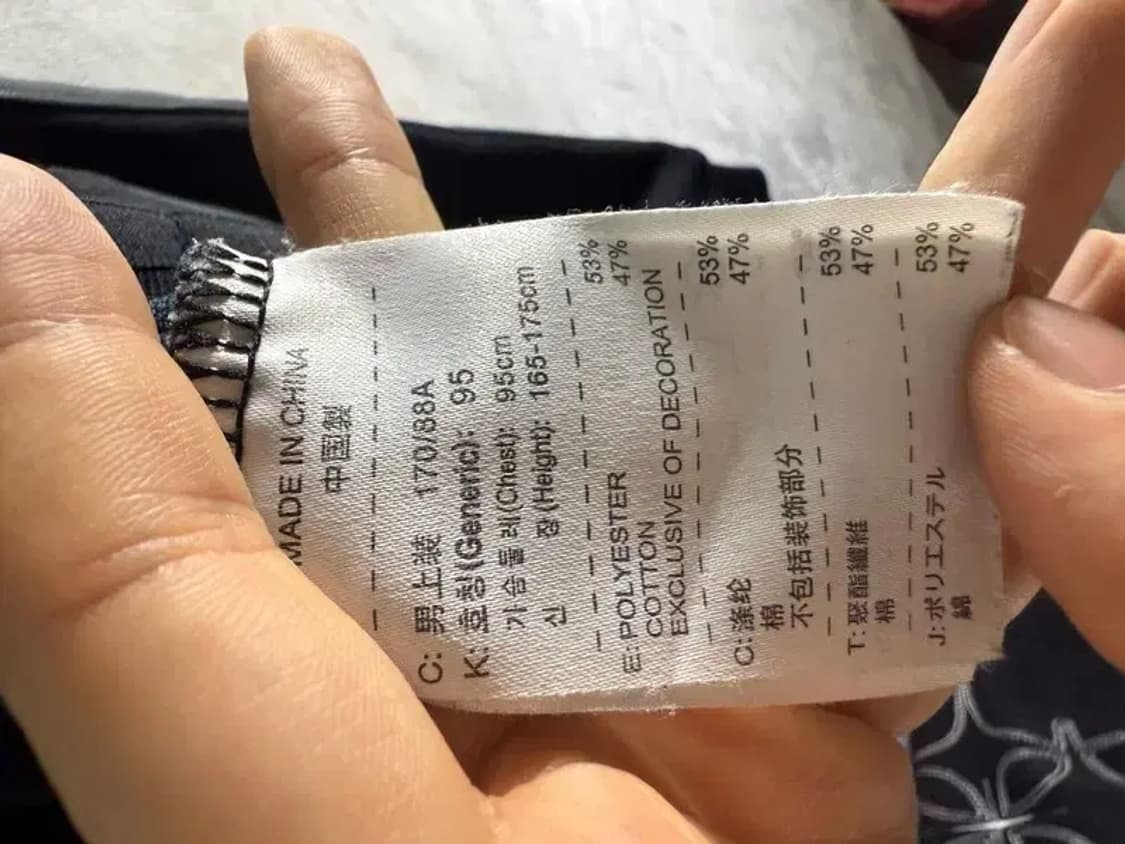 MADE IN CHINA
中國製
C: 男上装 170/88A
K: 호칭(Generic): 95
가슴둘레(Chest): 95cm
신 장(Height): 165-175cm
E: POLYESTER 53%
COTTON 47%
EXCLUSIVE OF DECORATION
C: 涤纶 53%
棉 47%
不包括装饰部分
T: 聚酯纖維 53%
棉 47%
J: ポリエステル 53%
綿 47%